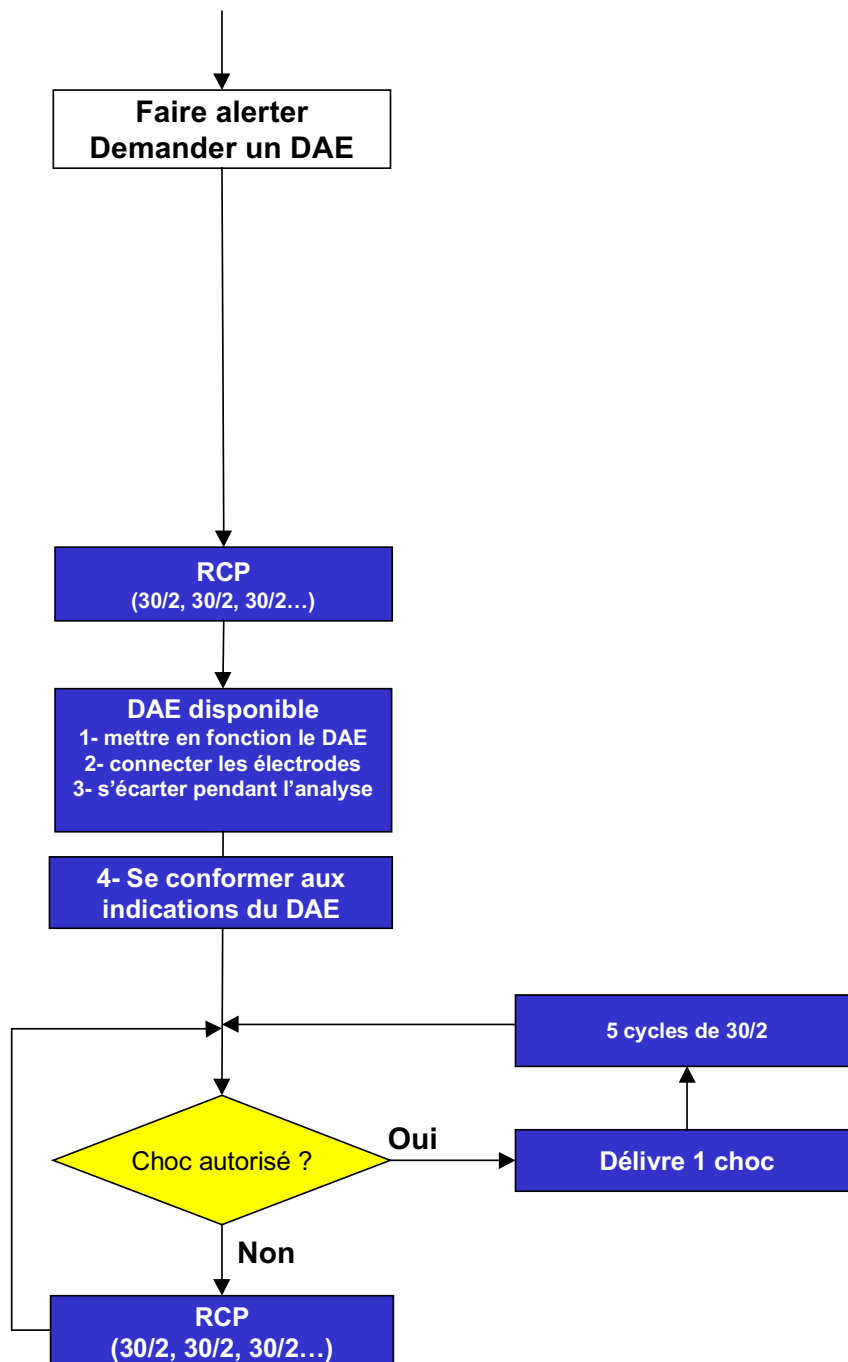 Faire alerter
Demander un DAE
RCP
(30/2, 30/2, 30/2…)
DAE disponible
1- mettre en fonction le DAE
2- connecter les électrodes
3- s’écarter pendant l’analyse
4- Se conformer aux
indications du DAE
5 cycles de 30/2
Choc autorisé ?
Oui
Délivre 1 choc
Non
RCP
(30/2, 30/2, 30/2…)